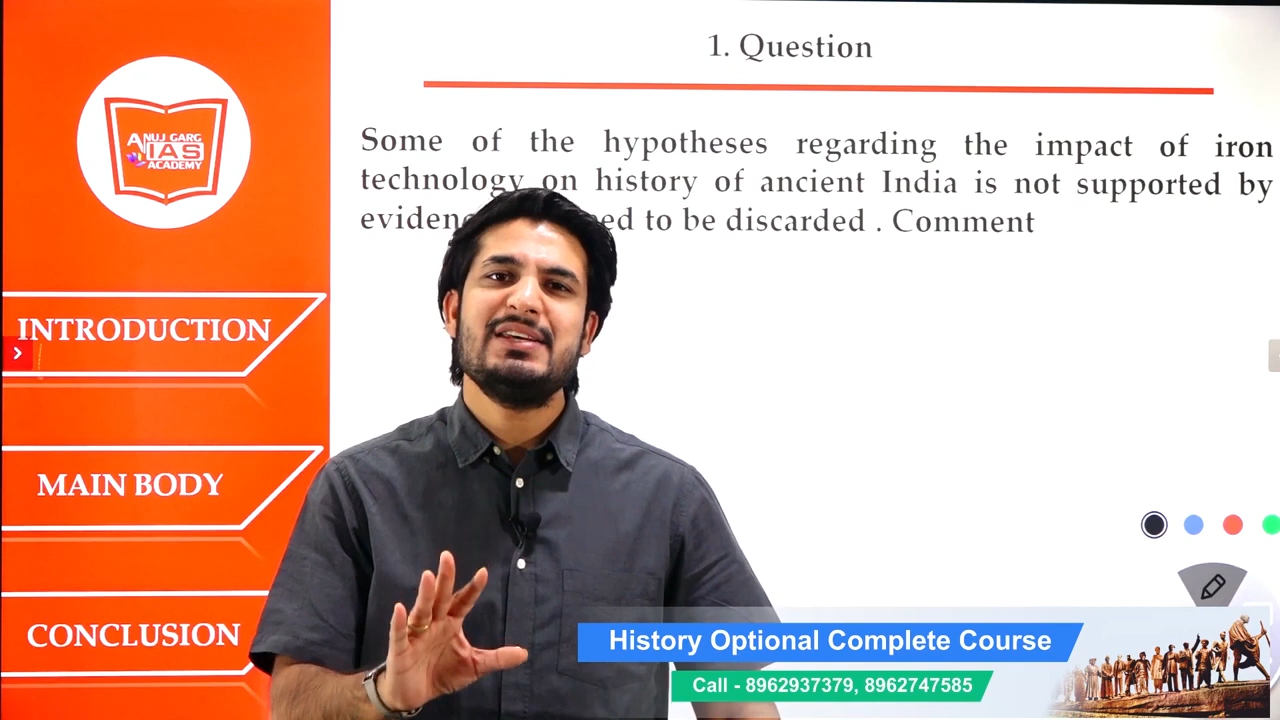 1. Question
Some of the hypotheses regarding the impact of iron
technology on history of ancient India is not supported by
to be discarded . Comment
ANUJ GARG
IAS
ACADEMY
INTRODUCTION
MAIN BODY
CONCLUSION
History Optional Complete Course
Call - 8962937379, 8962747585